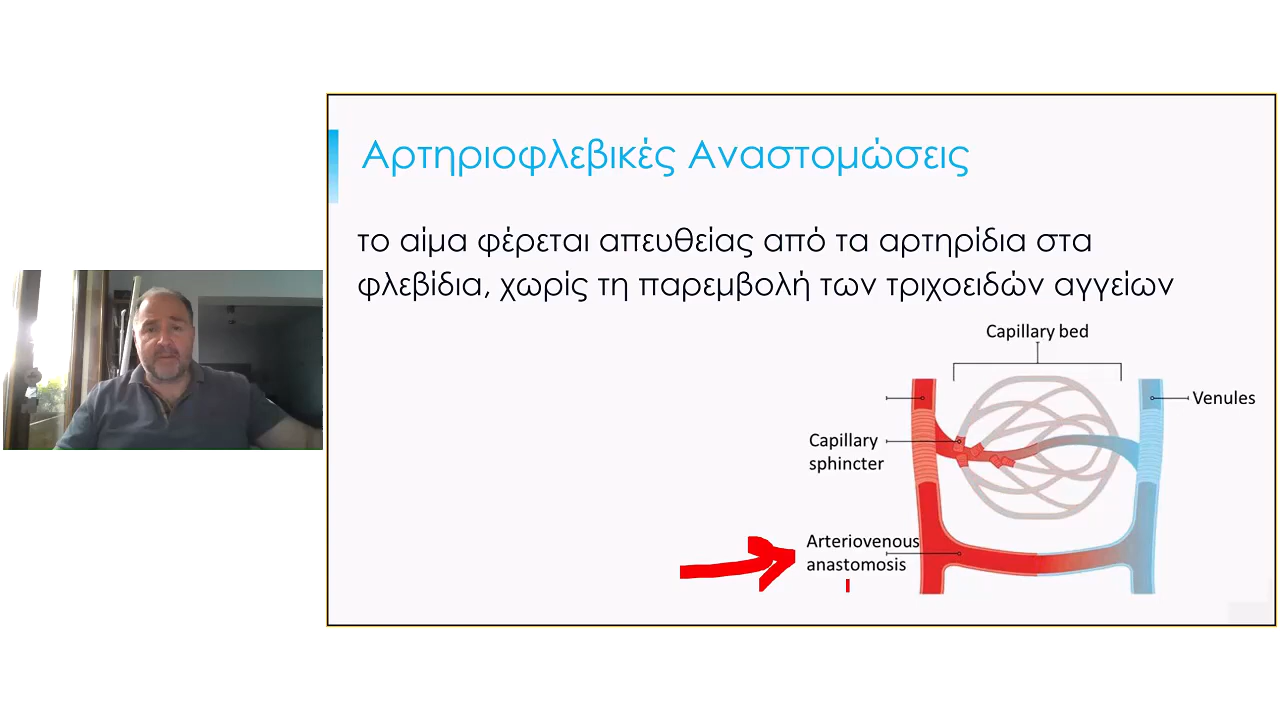 Αρτηριοφλεβικές Αναστομώσεις
το αίμα φέρεται απευθείας από τα αρτηρίδια στα
φλεβίδια, χωρίς τη παρεμβολή των τριχοειδών αγγείων
Capillary bed
Venules
Capillary
sphincter
Arteriovenous
anastomosis